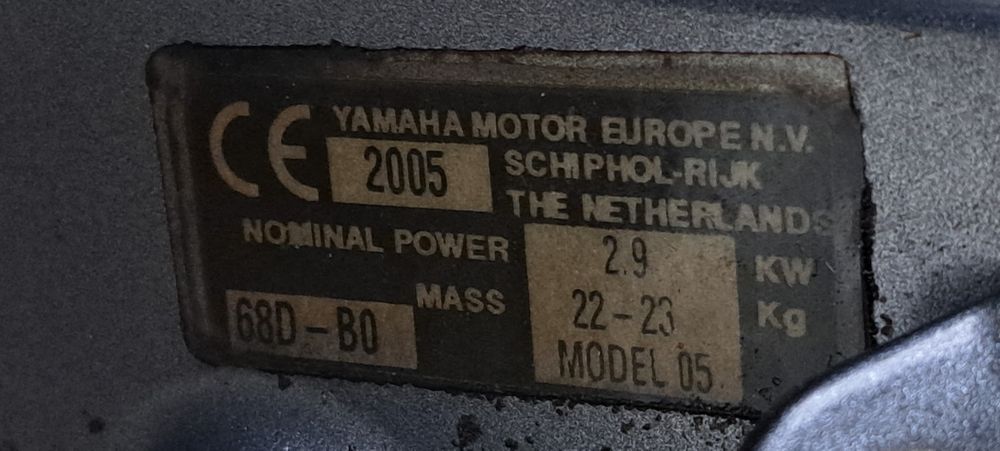 CE YAMAHA MOTOR EUROPE N.V.
2005 SCHIPHOL-RIJK
THE NETHERLANDS
NOMINAL POWER 2.9 KW
MASS 22-23 Kg
68D-B0 MODEL 05